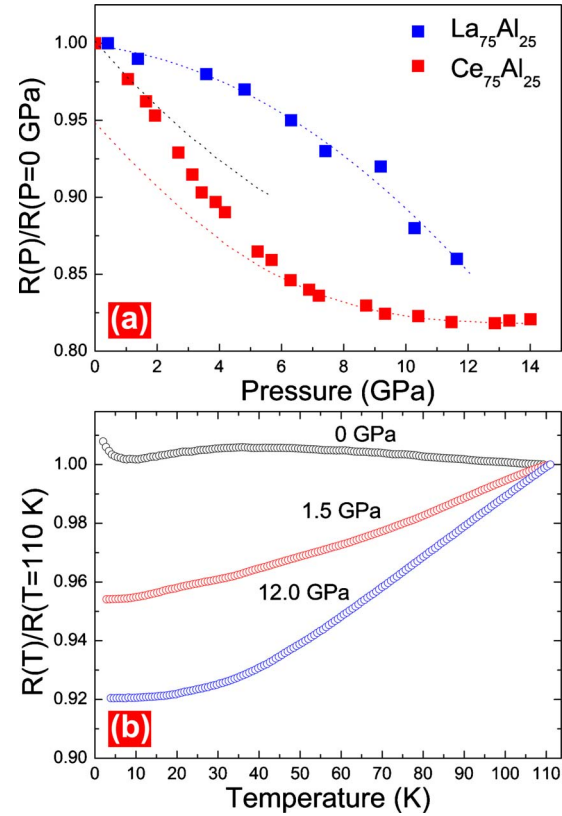 (a)
La₇₅Al₂₅
Ce₇₅Al₂₅
R(P)/R(P=0 GPa)
1.00
0.95
0.90
0.85
0.80
0 2 4 6 8 10 12 14
Pressure (GPa)
(b)
0 GPa
1.5 GPa
12.0 GPa
R(T)/R(T=110 K)
1.00
0.98
0.96
0.94
0.92
0.90
0 10 20 30 40 50 60 70 80 90 100 110
Temperature (K)